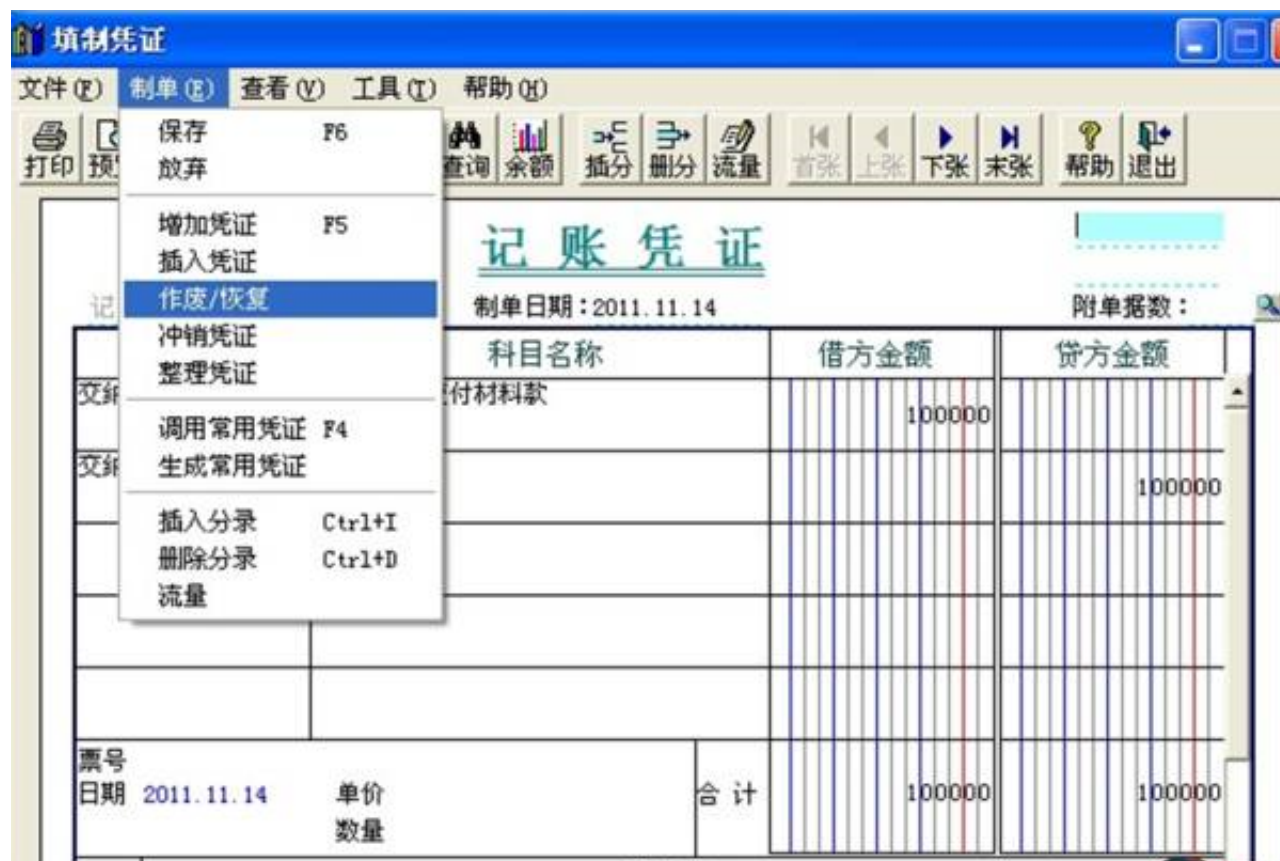 填制凭证
文件(F) 制单(E) 查看(V) 工具(T) 帮助(H)
打印 查询 余额 插分 删分 流量 首张 上张 下张 末张 帮助 退出
保存 F6
放弃
增加凭证 F5
插入凭证
作废/恢复
冲销凭证
整理凭证
调用常用凭证 F4
生成常用凭证
插入分录 Ctrl+I
删除分录 Ctrl+D
流量
记账凭证
记 制单日期:2011.11.14 附单据数:
科目名称 借方金额 贷方金额
付材料款 100000
100000
票号
日期 2011.11.14 单价 合计 100000 100000
数量